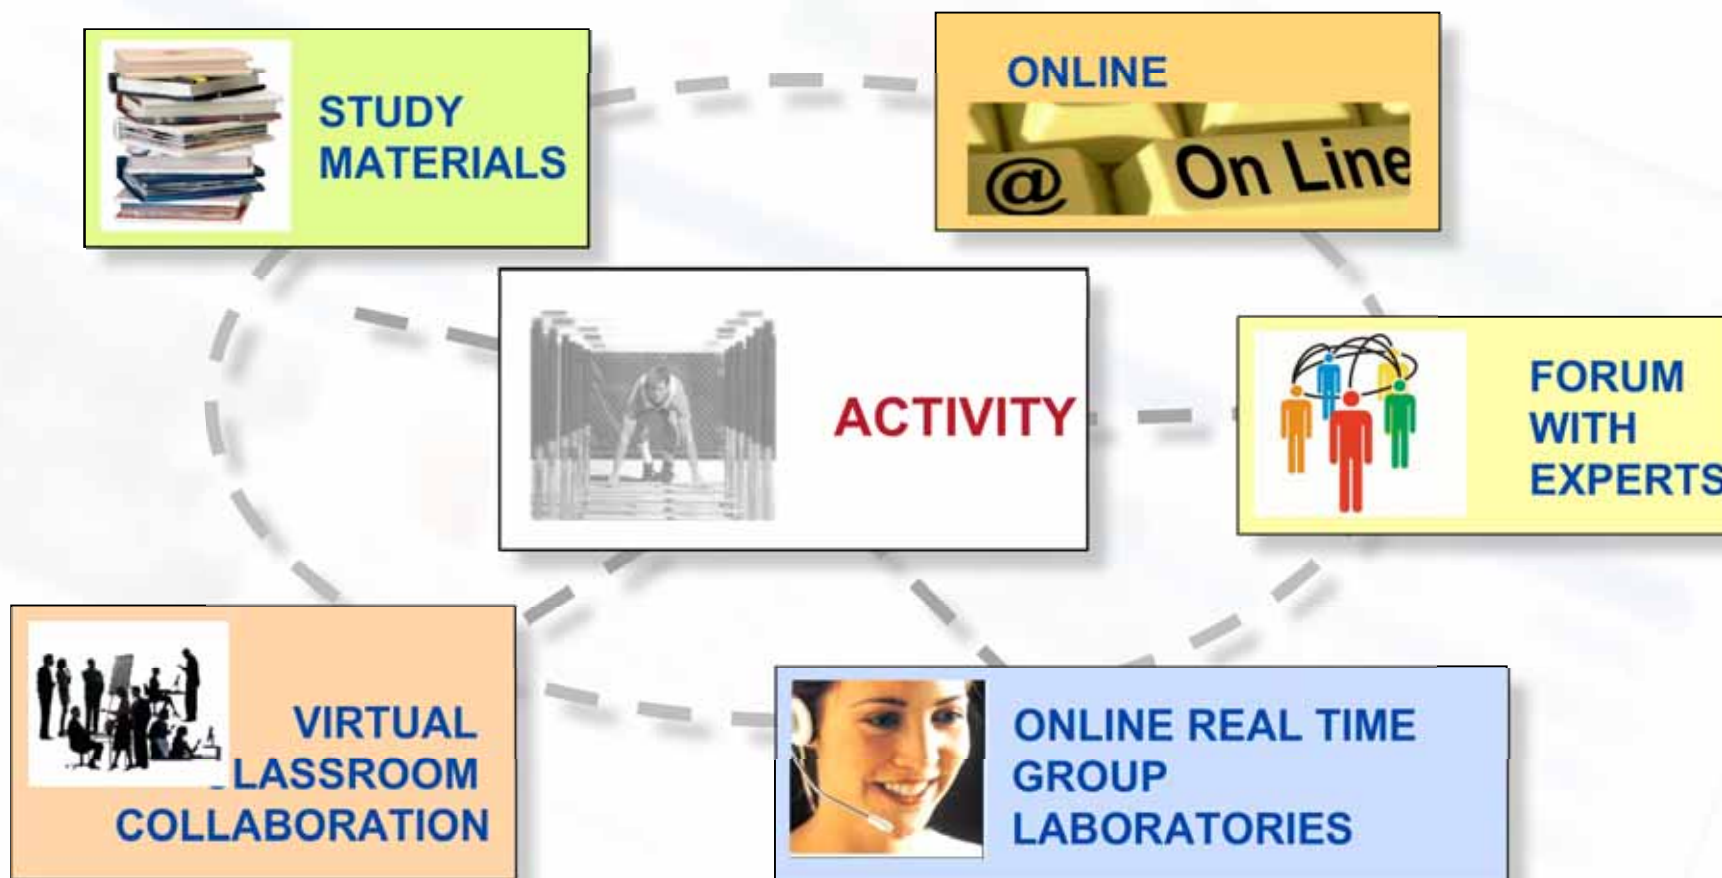 STUDY
MATERIALS
ONLINE
@ On Line
ACTIVITY
FORUM
WITH
EXPERTS
VIRTUAL
LASSROOM
COLLABORATION
ONLINE REAL TIME
GROUP
LABORATORIES